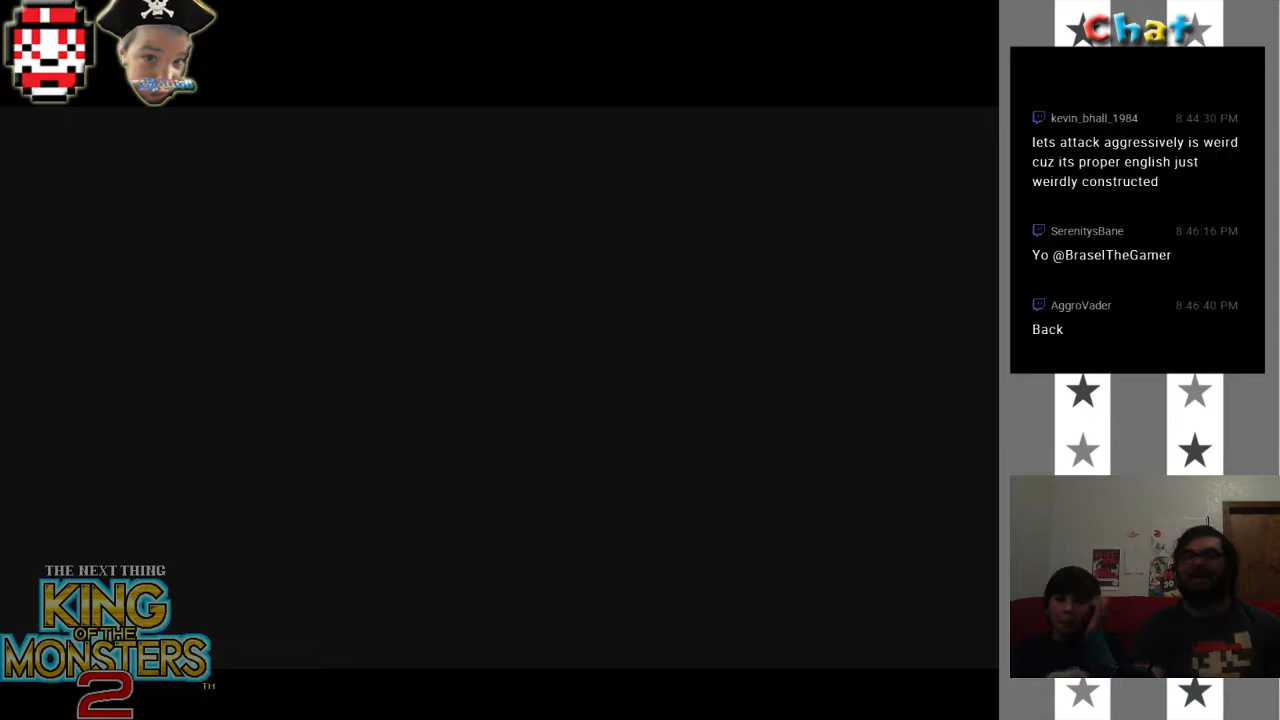 Chat
kevin_bhall_1984 8:44:30 PM
lets attack aggressively is weird
cuz its proper english just
weirdly constructed
SerenitysBane 8:46:16 PM
Yo @BraselTheGamer
AggroVader 8:46:40 PM
Back
THE NEXT THING
KING
OF THE
MONSTERS
2
TM